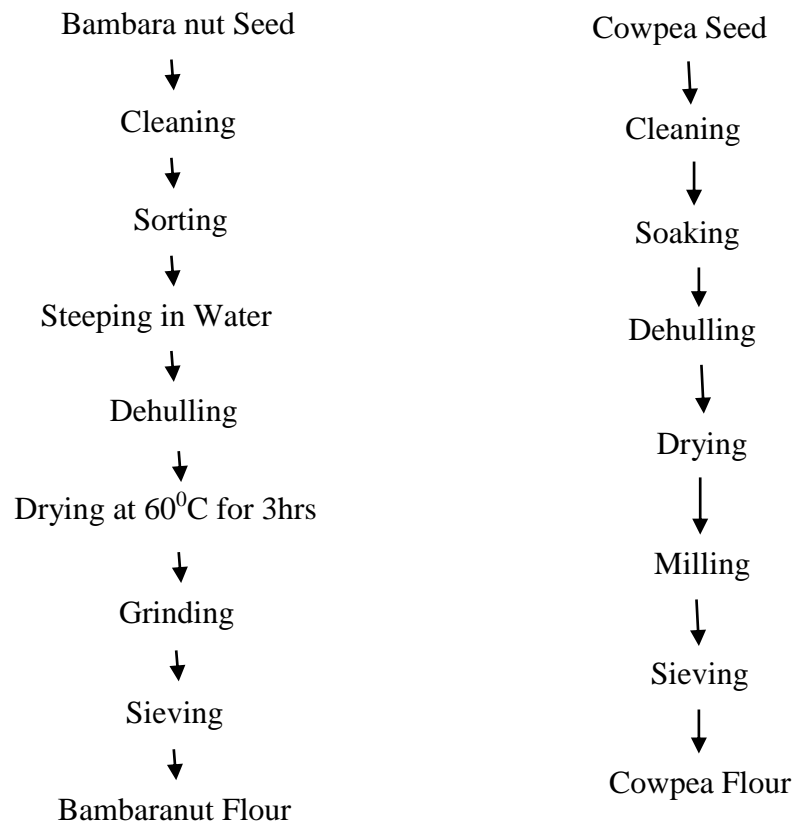 Bambara nut Seed
Cleaning
Sorting
Steeping in Water
Dehulling
Drying at 60⁰C for 3hrs
Grinding
Sieving
Bambaranut Flour
Cowpea Seed
Cleaning
Soaking
Dehulling
Drying
Milling
Sieving
Cowpea Flour